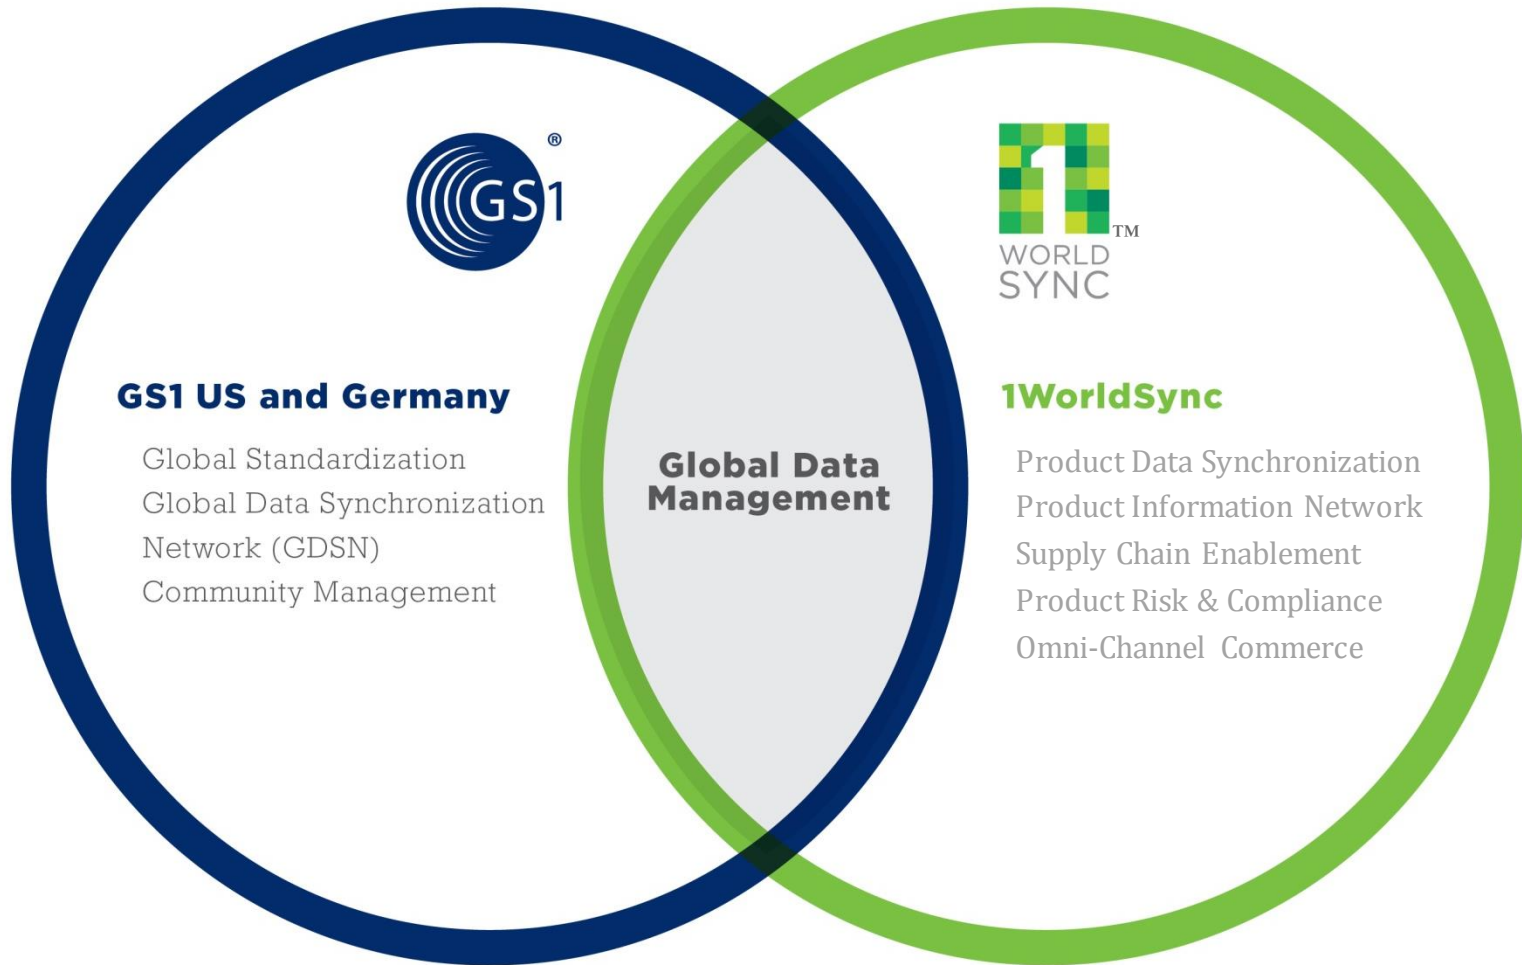 GS1
®
GS1 US and Germany
Global Standardization
Global Data Synchronization
Network (GDSN)
Community Management
Global Data
Management
1
TM
WORLD
SYNC
1WorldSync
Product Data Synchronization
Product Information Network
Supply Chain Enablement
Product Risk & Compliance
Omni-Channel Commerce